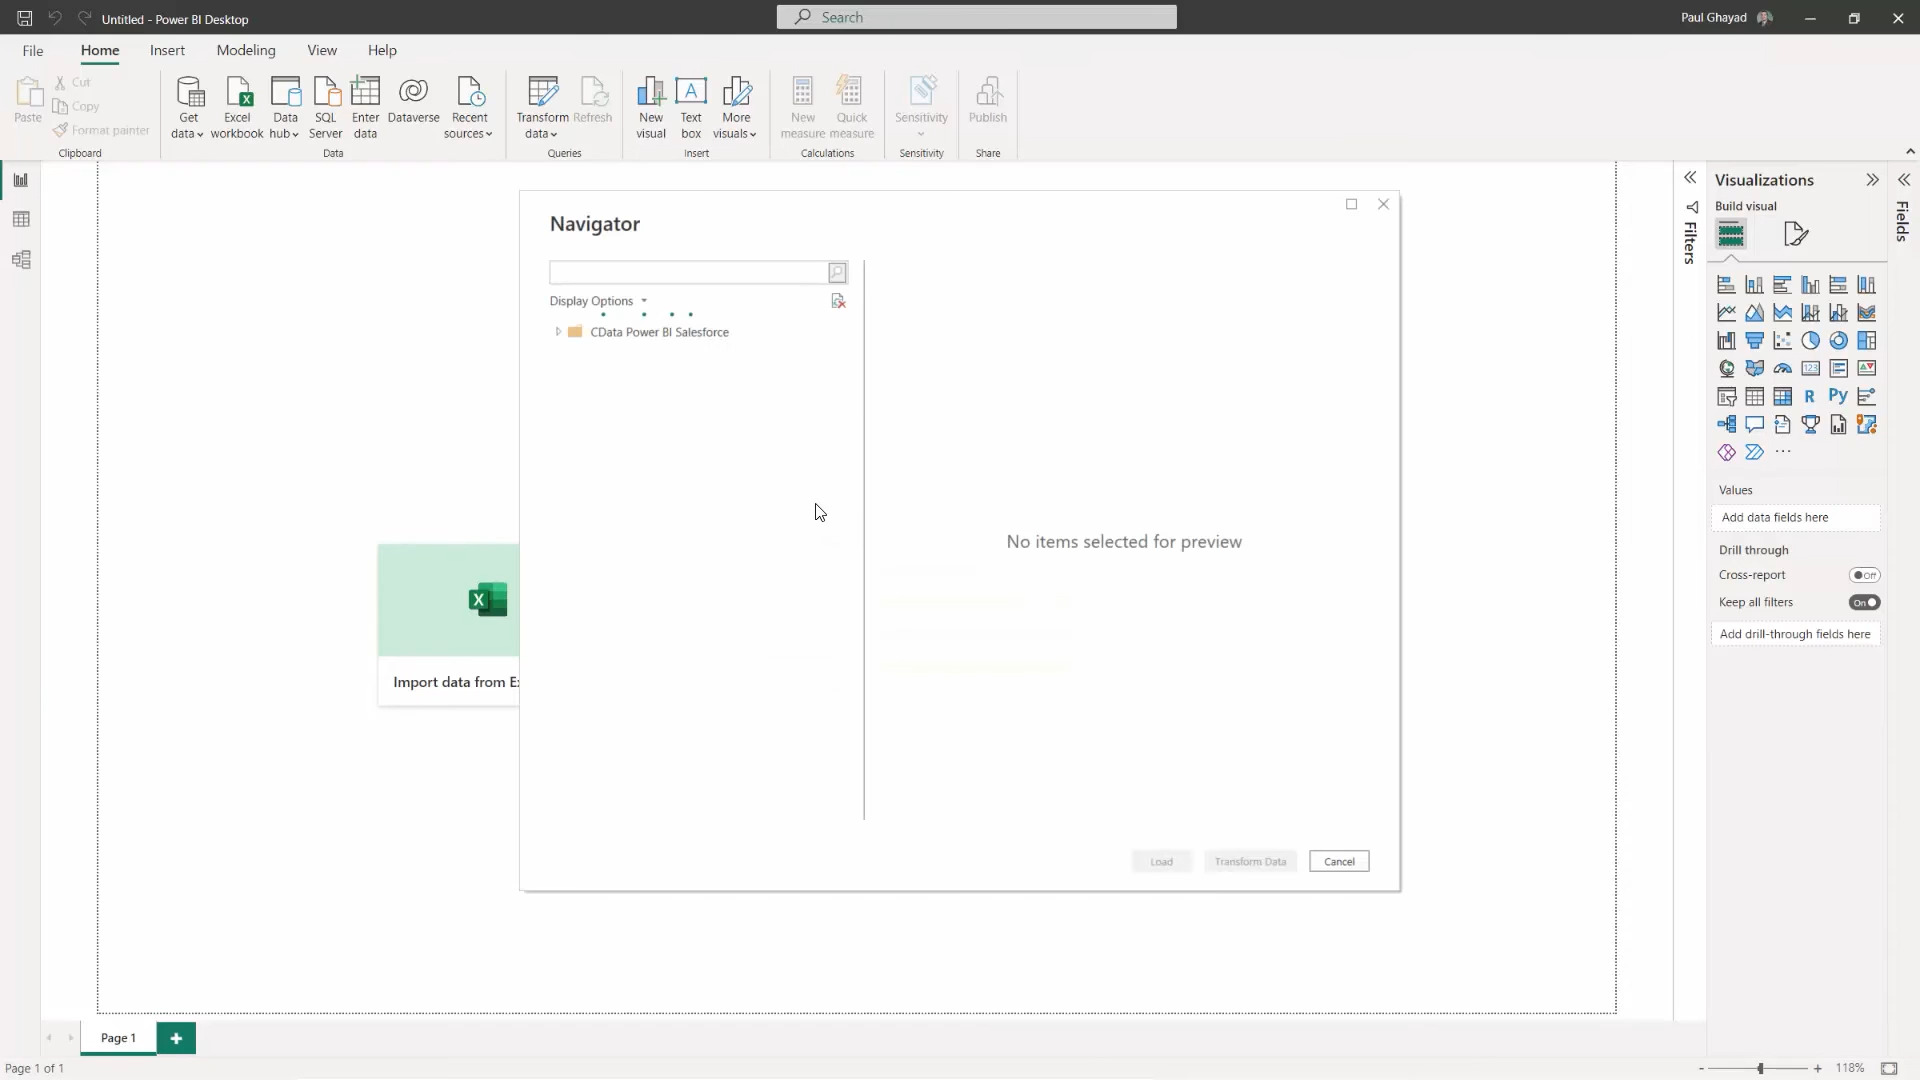 Untitled - Power BI Desktop
Search
Paul Ghayad
File
Home
Insert
Modeling
View
Help
Paste
Cut
Copy
Format painter
Clipboard
Get data
Excel workbook
Data hub
SQL Server
Enter data
Dataverse
Recent sources
Data
Transform data
Refresh
Queries
New visual
Text box
More visuals
Insert
New measure
Quick measure
Calculations
Sensitivity
Sensitivity
Publish
Share
Navigator
Display Options
CData Power BI Salesforce
No items selected for preview
Load
Transform Data
Cancel
Import data from Ex
Filters
Visualizations
Build visual
123
R
Py
Values
Add data fields here
Drill through
Cross-report
Off
Keep all filters
On
Add drill-through fields here
Fields
Page 1
Page 1 of 1
118%